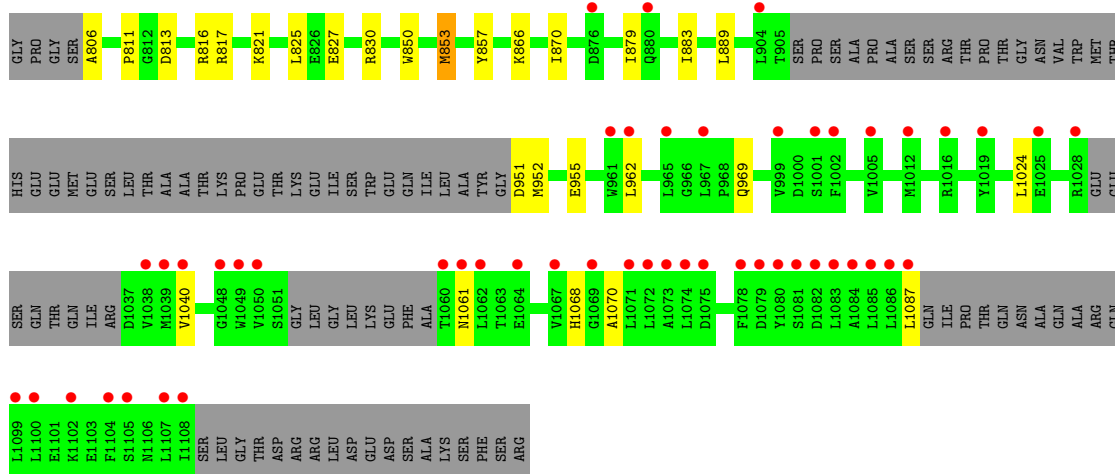 GLY PRO GLY SER A806 P811 G812 D813 R816 R817 K821 L825 E826 E827 R830 W850 M853 Y857 K866 I870 D876 I879 Q880 I883 L889 L904 T905 SER PRO SER ALA PRO ALA SER SER ARG THR PRO THR GLY ASN VAL TRP MET THR
HIS GLU GLU MET GLU SER LEU THR ALA ALA THR LYS PRO GLU THR LYS GLU ILE SER TRP GLU GLN ILE LEU ALA TYR GLY D951 M952 E955 W961 L962 L965 G966 L967 P968 Q969 V999 D1000 S1001 F1002 V1005 M1012 R1016 Y1019 L1024 E1025 R1028 GLU GLU
SER GLN THR GLN ILE ARG D1037 V1038 M1039 V1040 G1048 W1049 V1050 S1051 GLY LEU GLY LEU LYS GLU PHE ALA T1060 N1061 L1062 T1063 E1064 V1067 H1068 G1069 A1070 L1071 L1072 A1073 L1074 D1075 F1078 D1079 Y1080 S1081 D1082 L1083 A1084 L1085 L1086 L1087 GLN ILE PRO THR GLN ASN ALA GLN ALA ARG GLN
L1099 L1100 E1101 K1102 E1103 F1104 S1105 N1106 L1107 I1108 SER LEU GLY THR ASP ARG ARG LEU ASP GLU ASP SER ALA LYS SER PHE SER ARG